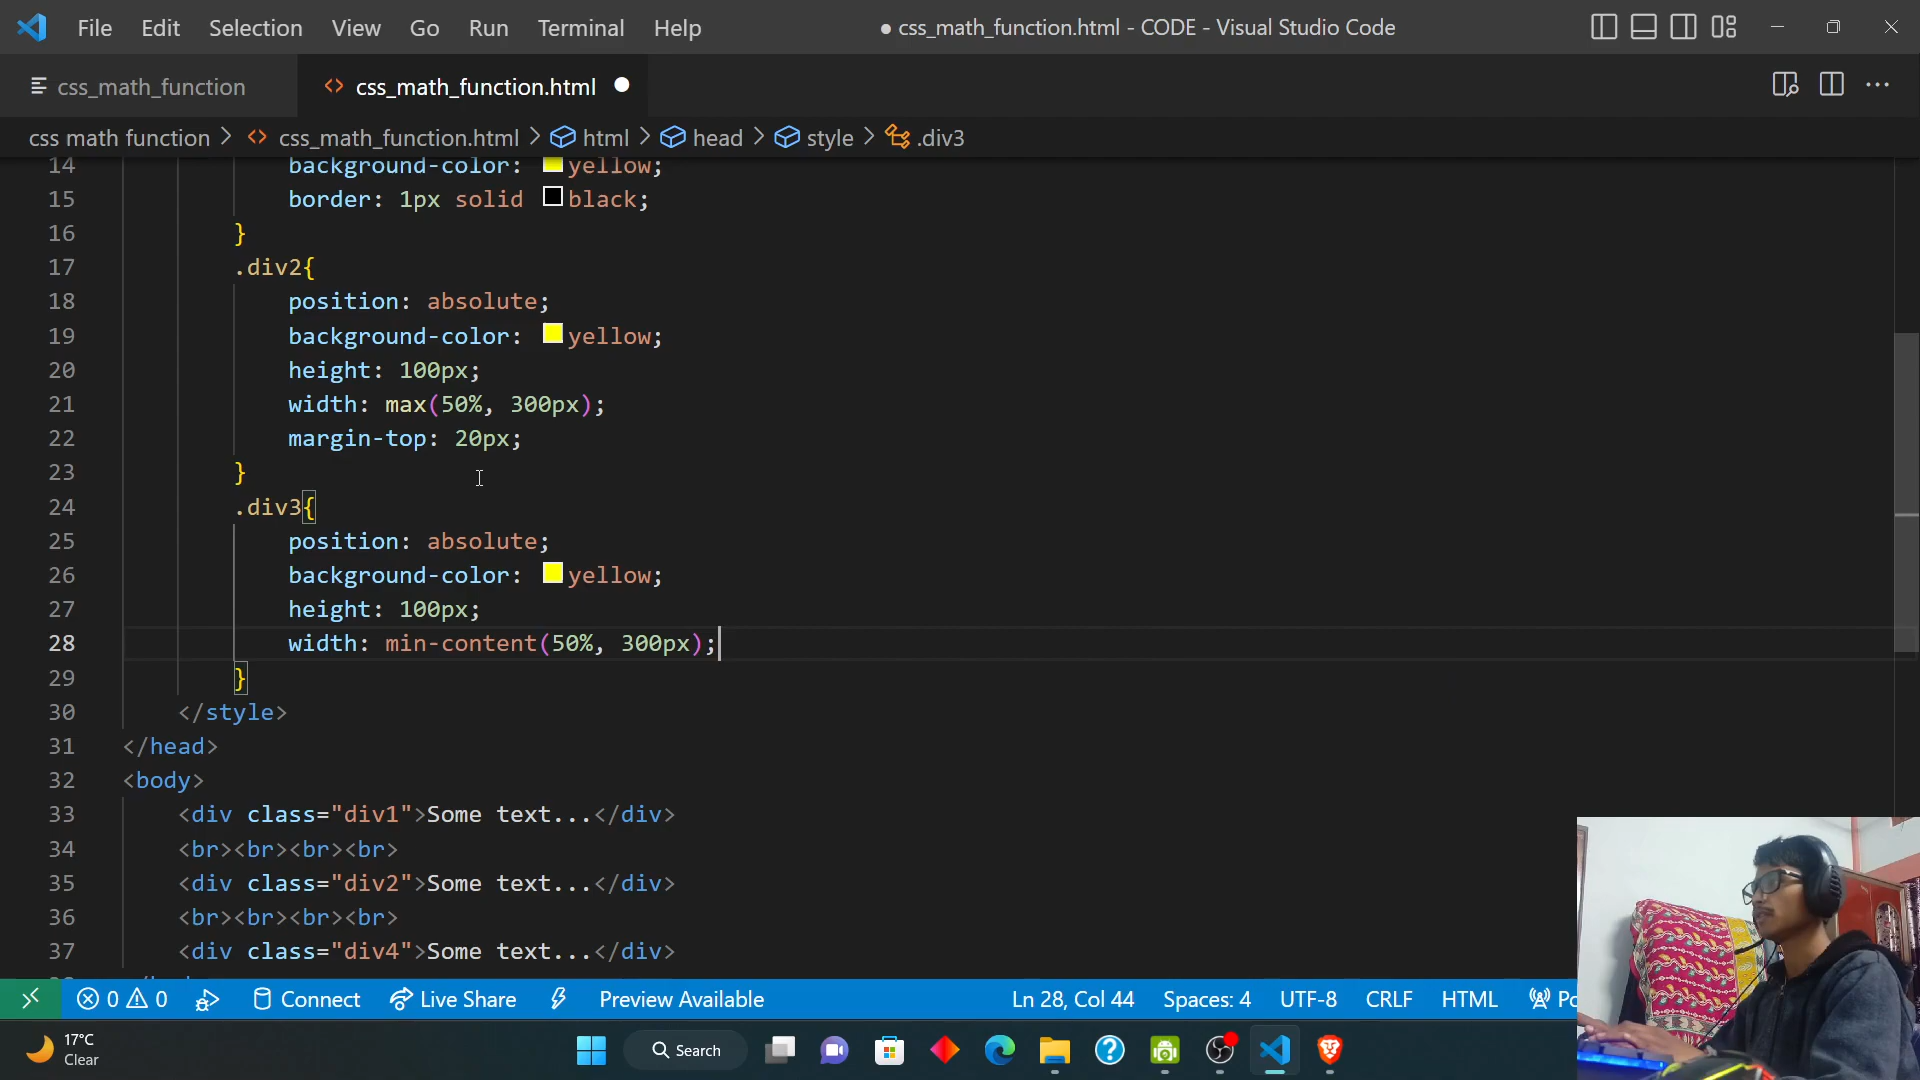 File Edit Selection View Go Run Terminal Help ● css_math_function.html - CODE - Visual Studio Code
css_math_function <> css_math_function.html ●
css math function > <> css_math_function.html > html > head > style > .div3
14 background-color: yellow;
15 border: 1px solid black;
16 }
17 .div2{
18 position: absolute;
19 background-color: yellow;
20 height: 100px;
21 width: max(50%, 300px);
22 margin-top: 20px;
23 }
24 .div3{
25 position: absolute;
26 background-color: yellow;
27 height: 100px;
28 width: min-content(50%, 300px);
29 }
30 </style>
31 </head>
32 <body>
33 <div class="div1">Some text...</div>
34 <br><br><br><br>
35 <div class="div2">Some text...</div>
36 <br><br><br><br>
37 <div class="div4">Some text...</div>
0 0 Connect Live Share Preview Available Ln 28, Col 44 Spaces: 4 UTF-8 CRLF HTML
17°C
Clear
Search